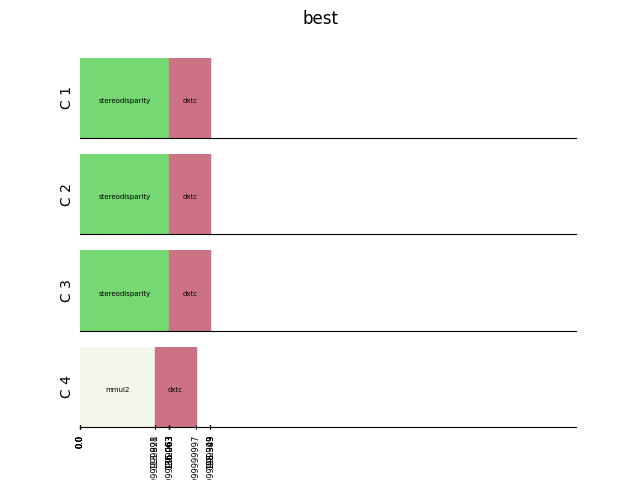 best
C 1
stereodisparity
dxtc
C 2
stereodisparity
dxtc
C 3
stereodisparity
dxtc
C 4
mmul2
dxtc
0.0